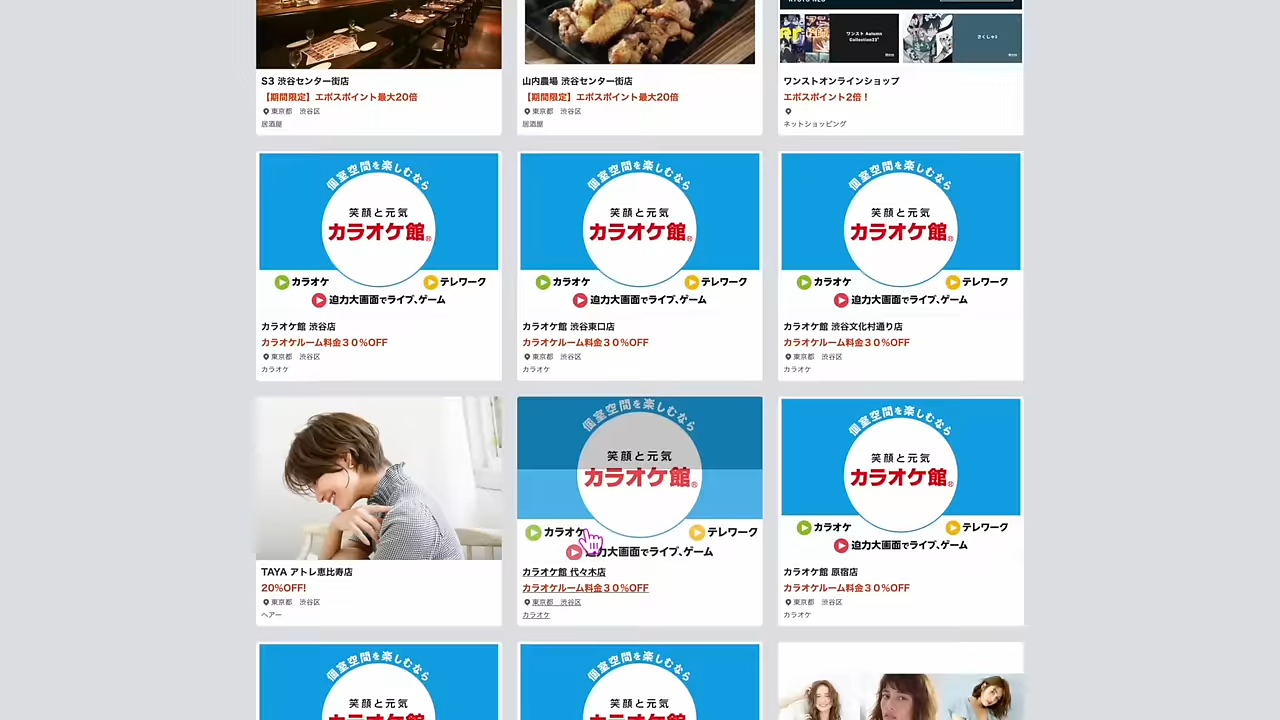 ワンスト Autumn
Collection23"
さくしゃ2
S3 渋谷センター街店
【期間限定】エポスポイント最大20倍
東京都 渋谷区
居酒屋
山内農場 渋谷センター街店
【期間限定】エポスポイント最大20倍
東京都 渋谷区
居酒屋
ワンストオンラインショップ
エポスポイント2倍！
ネットショッピング
個室空間を楽しむなら
笑顔と元気
カラオケ館®
カラオケ
テレワーク
迫力大画面でライブ、ゲーム
カラオケ館 渋谷店
カラオケルーム料金３０％OFF
東京都 渋谷区
カラオケ
個室空間を楽しむなら
笑顔と元気
カラオケ館®
カラオケ
テレワーク
迫力大画面でライブ、ゲーム
カラオケ館 渋谷東口店
カラオケルーム料金３０％OFF
東京都 渋谷区
カラオケ
個室空間を楽しむなら
笑顔と元気
カラオケ館®
カラオケ
テレワーク
迫力大画面でライブ、ゲーム
カラオケ館 渋谷文化村通り店
カラオケルーム料金３０％OFF
東京都 渋谷区
カラオケ
TAYA アトレ恵比寿店
20%OFF!
東京都 渋谷区
ヘアー
個室空間を楽しむなら
笑顔と元気
カラオケ館®
カラオケ
テレワーク
力大画面でライブ、ゲーム
カラオケ館 代々木店
カラオケルーム料金３０％OFF
東京都 渋谷区
カラオケ
個室空間を楽しむなら
笑顔と元気
カラオケ館®
カラオケ
テレワーク
迫力大画面でライブ、ゲーム
カラオケ館 原宿店
カラオケルーム料金３０％OFF
東京都 渋谷区
カラオケ
個室空間を楽しむなら
笑顔と元気
カラオケ館
個室空間を楽しむなら
笑顔と元気
カラオケ館